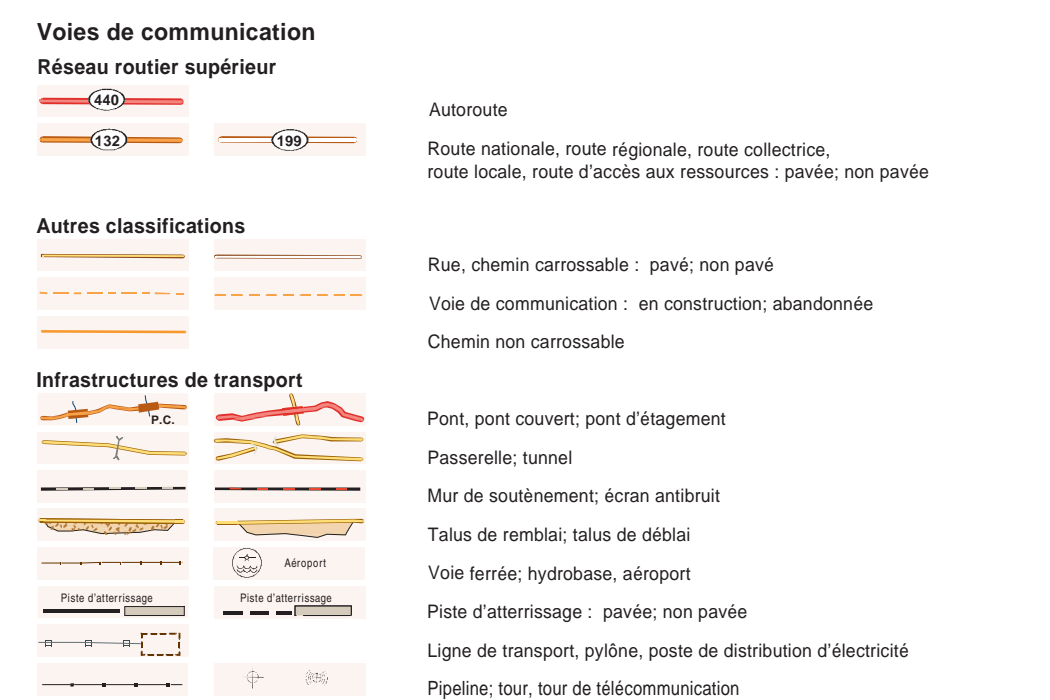 Voies de communication
Réseau routier supérieur
440
Autoroute
132
199
Route nationale, route régionale, route collectrice,
route locale, route d'accès aux ressources : pavée; non pavée
Autres classifications
Rue, chemin carrossable : pavé; non pavé
Voie de communication : en construction; abandonnée
Chemin non carrossable
Infrastructures de transport
P.C.
Pont, pont couvert; pont d'étagement
Passerelle; tunnel
Mur de soutènement; écran antibruit
Talus de remblai; talus de déblai
Aéroport
Voie ferrée; hydrobase, aéroport
Piste d'atterrissage
Piste d'atterrissage
Piste d'atterrissage : pavée; non pavée
Ligne de transport, pylône, poste de distribution d'électricité
Pipeline; tour, tour de télécommunication